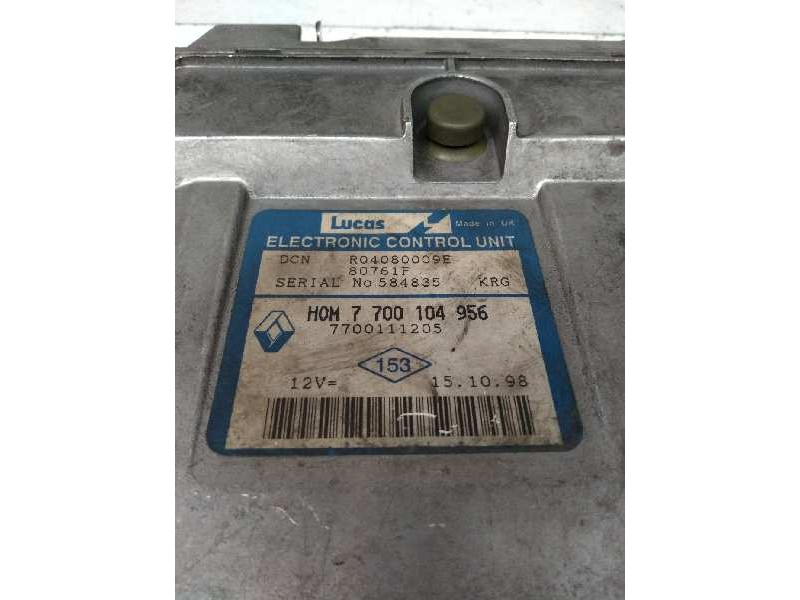 Lucas Made in UK
ELECTRONIC CONTROL UNIT
DCN R04080009E
80761F
SERIAL No 584835 KRG
HOM 7 700 104 956
7700111205
153
12V= 15.10.98